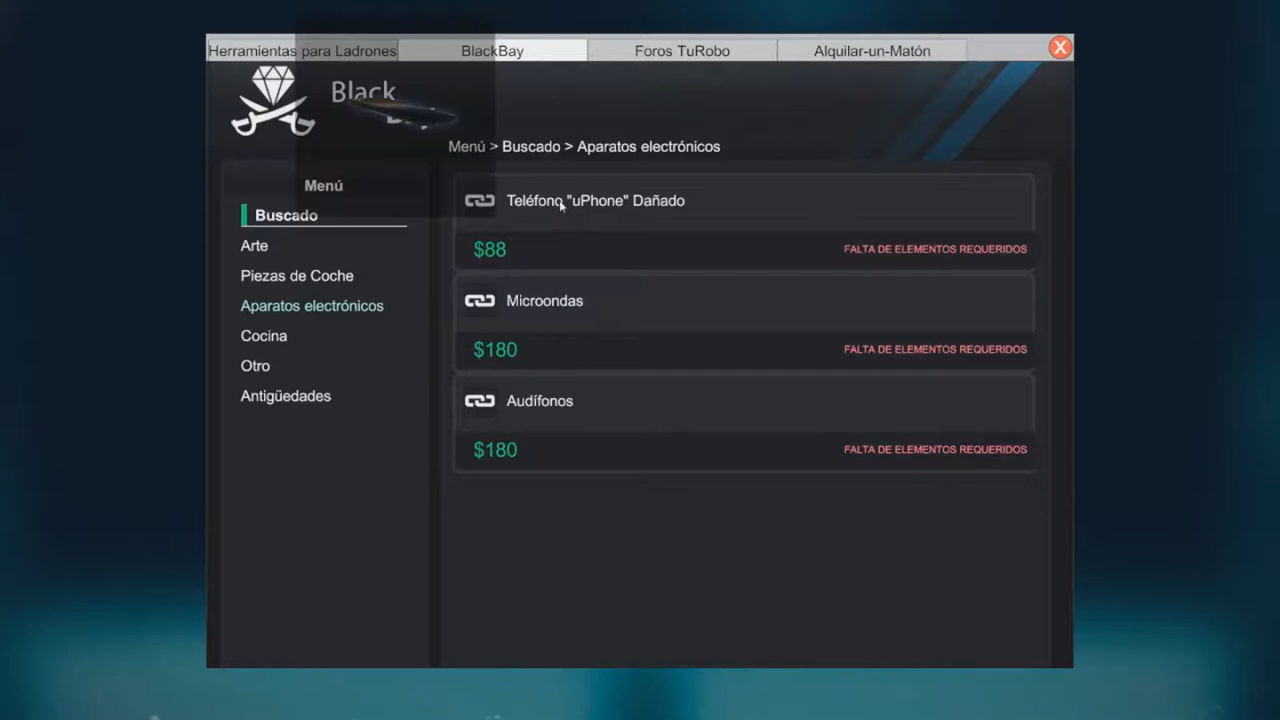 Herramientas para Ladrones
BlackBay
Foros TuRobo
Alquilar-un-Matón
X
Black
Menú > Buscado > Aparatos electrónicos
Menú
Buscado
Arte
Piezas de Coche
Aparatos electrónicos
Cocina
Otro
Antigüedades
Teléfono "uPhone" Dañado
$88
FALTA DE ELEMENTOS REQUERIDOS
Microondas
$180
FALTA DE ELEMENTOS REQUERIDOS
Audífonos
$180
FALTA DE ELEMENTOS REQUERIDOS